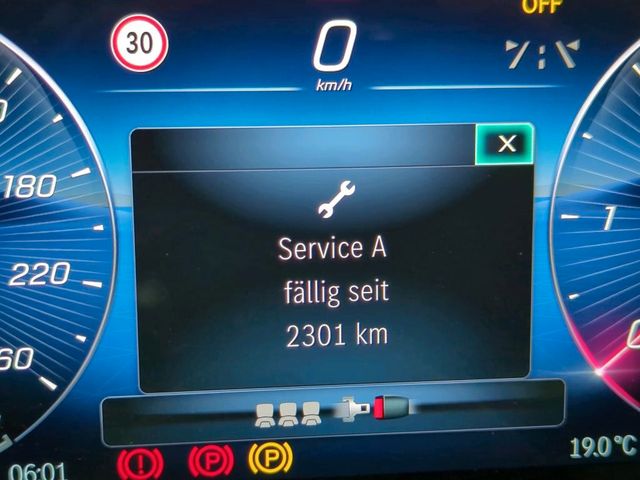 OFF
30
0
km/h
180
220
1
Service A
fällig seit
2301 km
06:01
19.0 °C